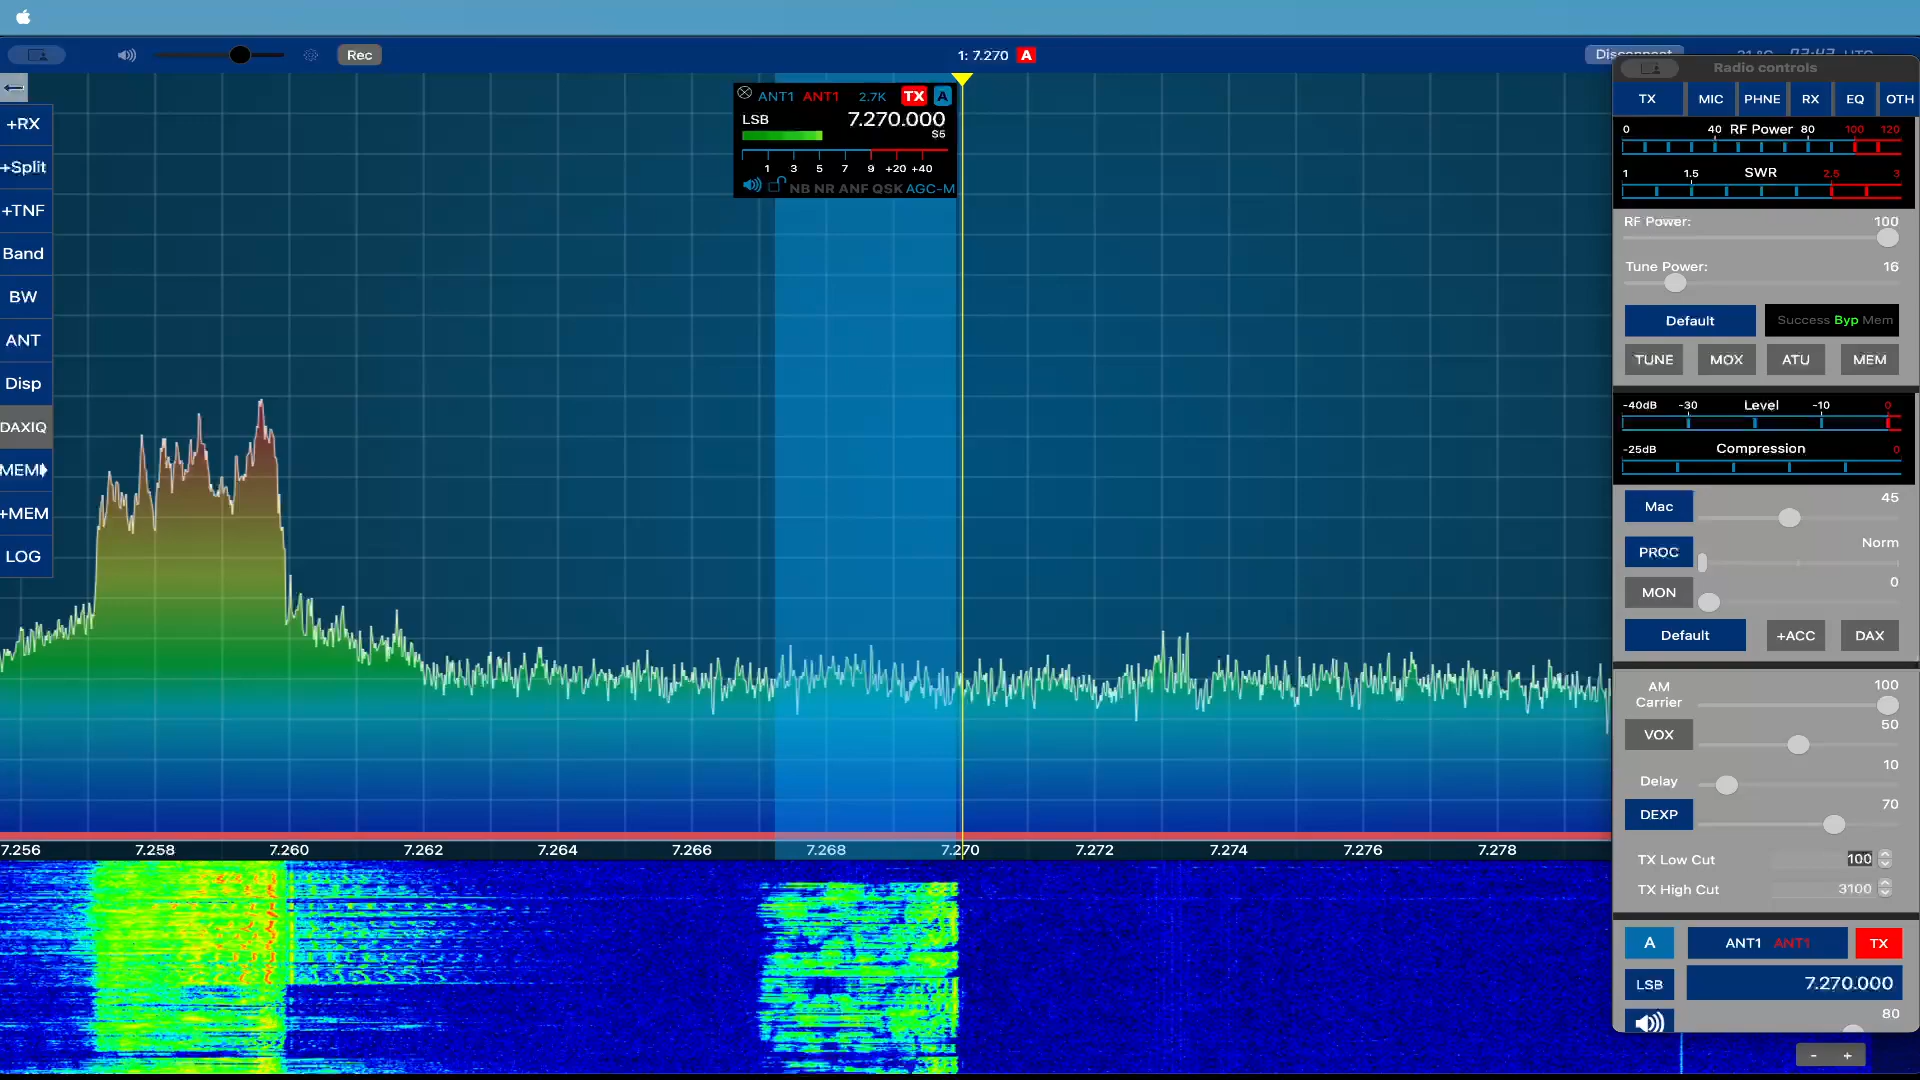 Rec
1: 7.270 A
Disconnect
Radio controls
+RX
+Split
+TNF
Band
BW
ANT
Disp
DAXIQ
MEM
+MEM
LOG
ANT1 ANT1 2.7K TX A
LSB 7.270.000
S5
1 3 5 7 9 +20 +40
NB NR ANF QSK AGC-M
7.256 7.258 7.260 7.262 7.264 7.266 7.268 7.270 7.272 7.274 7.276 7.278
TX MIC PHNE RX EQ OTH
0 40 RF Power 80 100 120
1 1.5 SWR 2.5 3
RF Power: 100
Tune Power: 16
Default Success Byp Mem
TUNE MOX ATU MEM
-40dB -30 Level -10 0
-25dB Compression 0
Mac 45
PROC Norm
MON 0
Default +ACC DAX
AM
Carrier 100
VOX 50
Delay 10
DEXP 70
TX Low Cut 100
TX High Cut 3100
A ANT1 ANT1 TX
LSB 7.270.000
80
- +